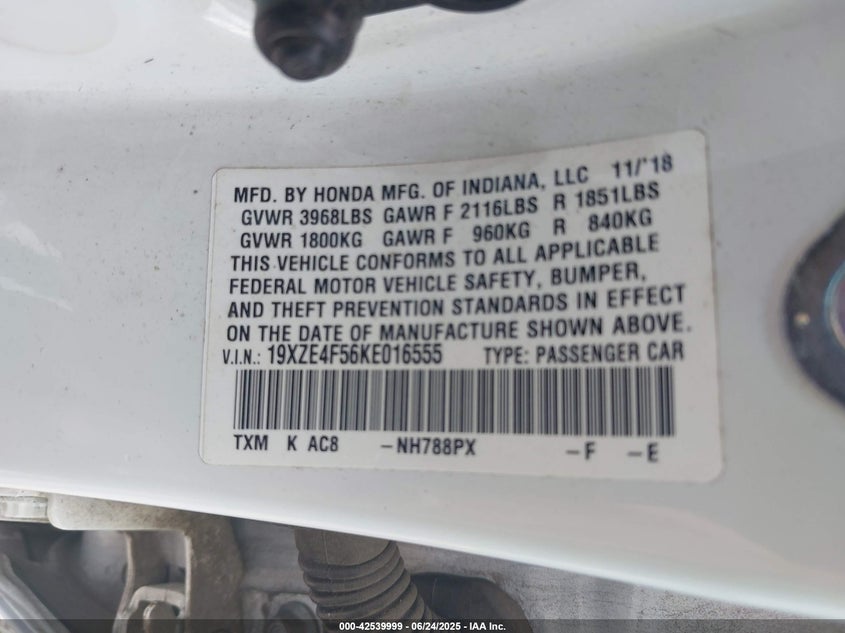 MFD. BY HONDA MFG. OF INDIANA, LLC 11/'18
GVWR 3968LBS GAWR F 2116LBS R 1851LBS
GVWR 1800KG GAWR F 960KG R 840KG
THIS VEHICLE CONFORMS TO ALL APPLICABLE
FEDERAL MOTOR VEHICLE SAFETY, BUMPER,
AND THEFT PREVENTION STANDARDS IN EFFECT
ON THE DATE OF MANUFACTURE SHOWN ABOVE.
V.I.N.: 19XZE4F56KE016555 TYPE: PASSENGER CAR
TXM K AC8 -NH788PX -F -E
000-42539999 - 06/24/2025 - IAA Inc.